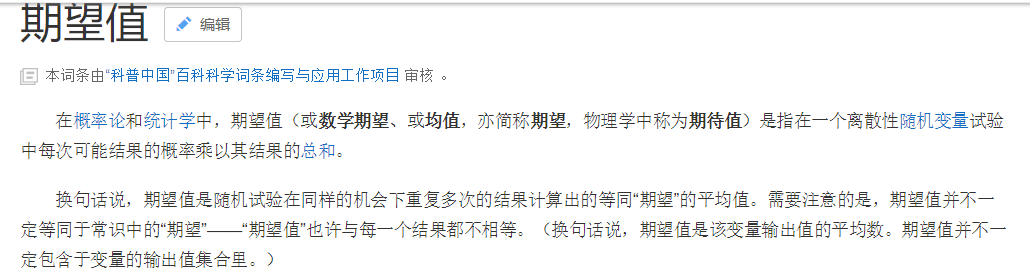 期望值 编辑
本词条由“科普中国”百科科学词条编写与应用工作项目 审核 。
在概率论和统计学中，期望值（或数学期望、或均值，亦简称期望，物理学中称为期待值）是指在一个离散性随机变量试验
中每次可能结果的概率乘以其结果的总和。
换句话说，期望值是随机试验在同样的机会下重复多次的结果计算出的等同“期望”的平均值。需要注意的是，期望值并不一
定等同于常识中的“期望”——“期望值”也许与每一个结果都不相等。（换句话说，期望值是该变量输出值的平均数。期望值并不一
定包含于变量的输出值集合里。）